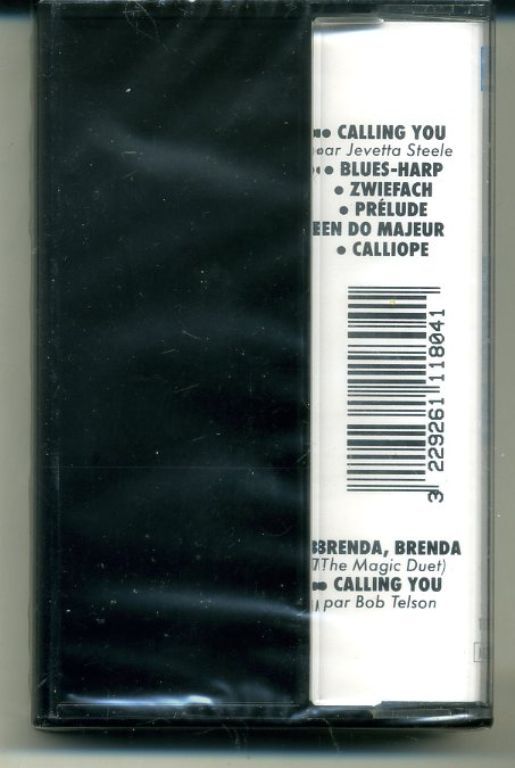 • CALLING YOU
par Jevetta Steele
• BLUES-HARP
• ZWIEFACH
• PRÉLUDE
EN DO MAJEUR
• CALLIOPE
3 229261 118041
BRENDA, BRENDA
(The Magic Duet)
• CALLING YOU
par Bob Telson